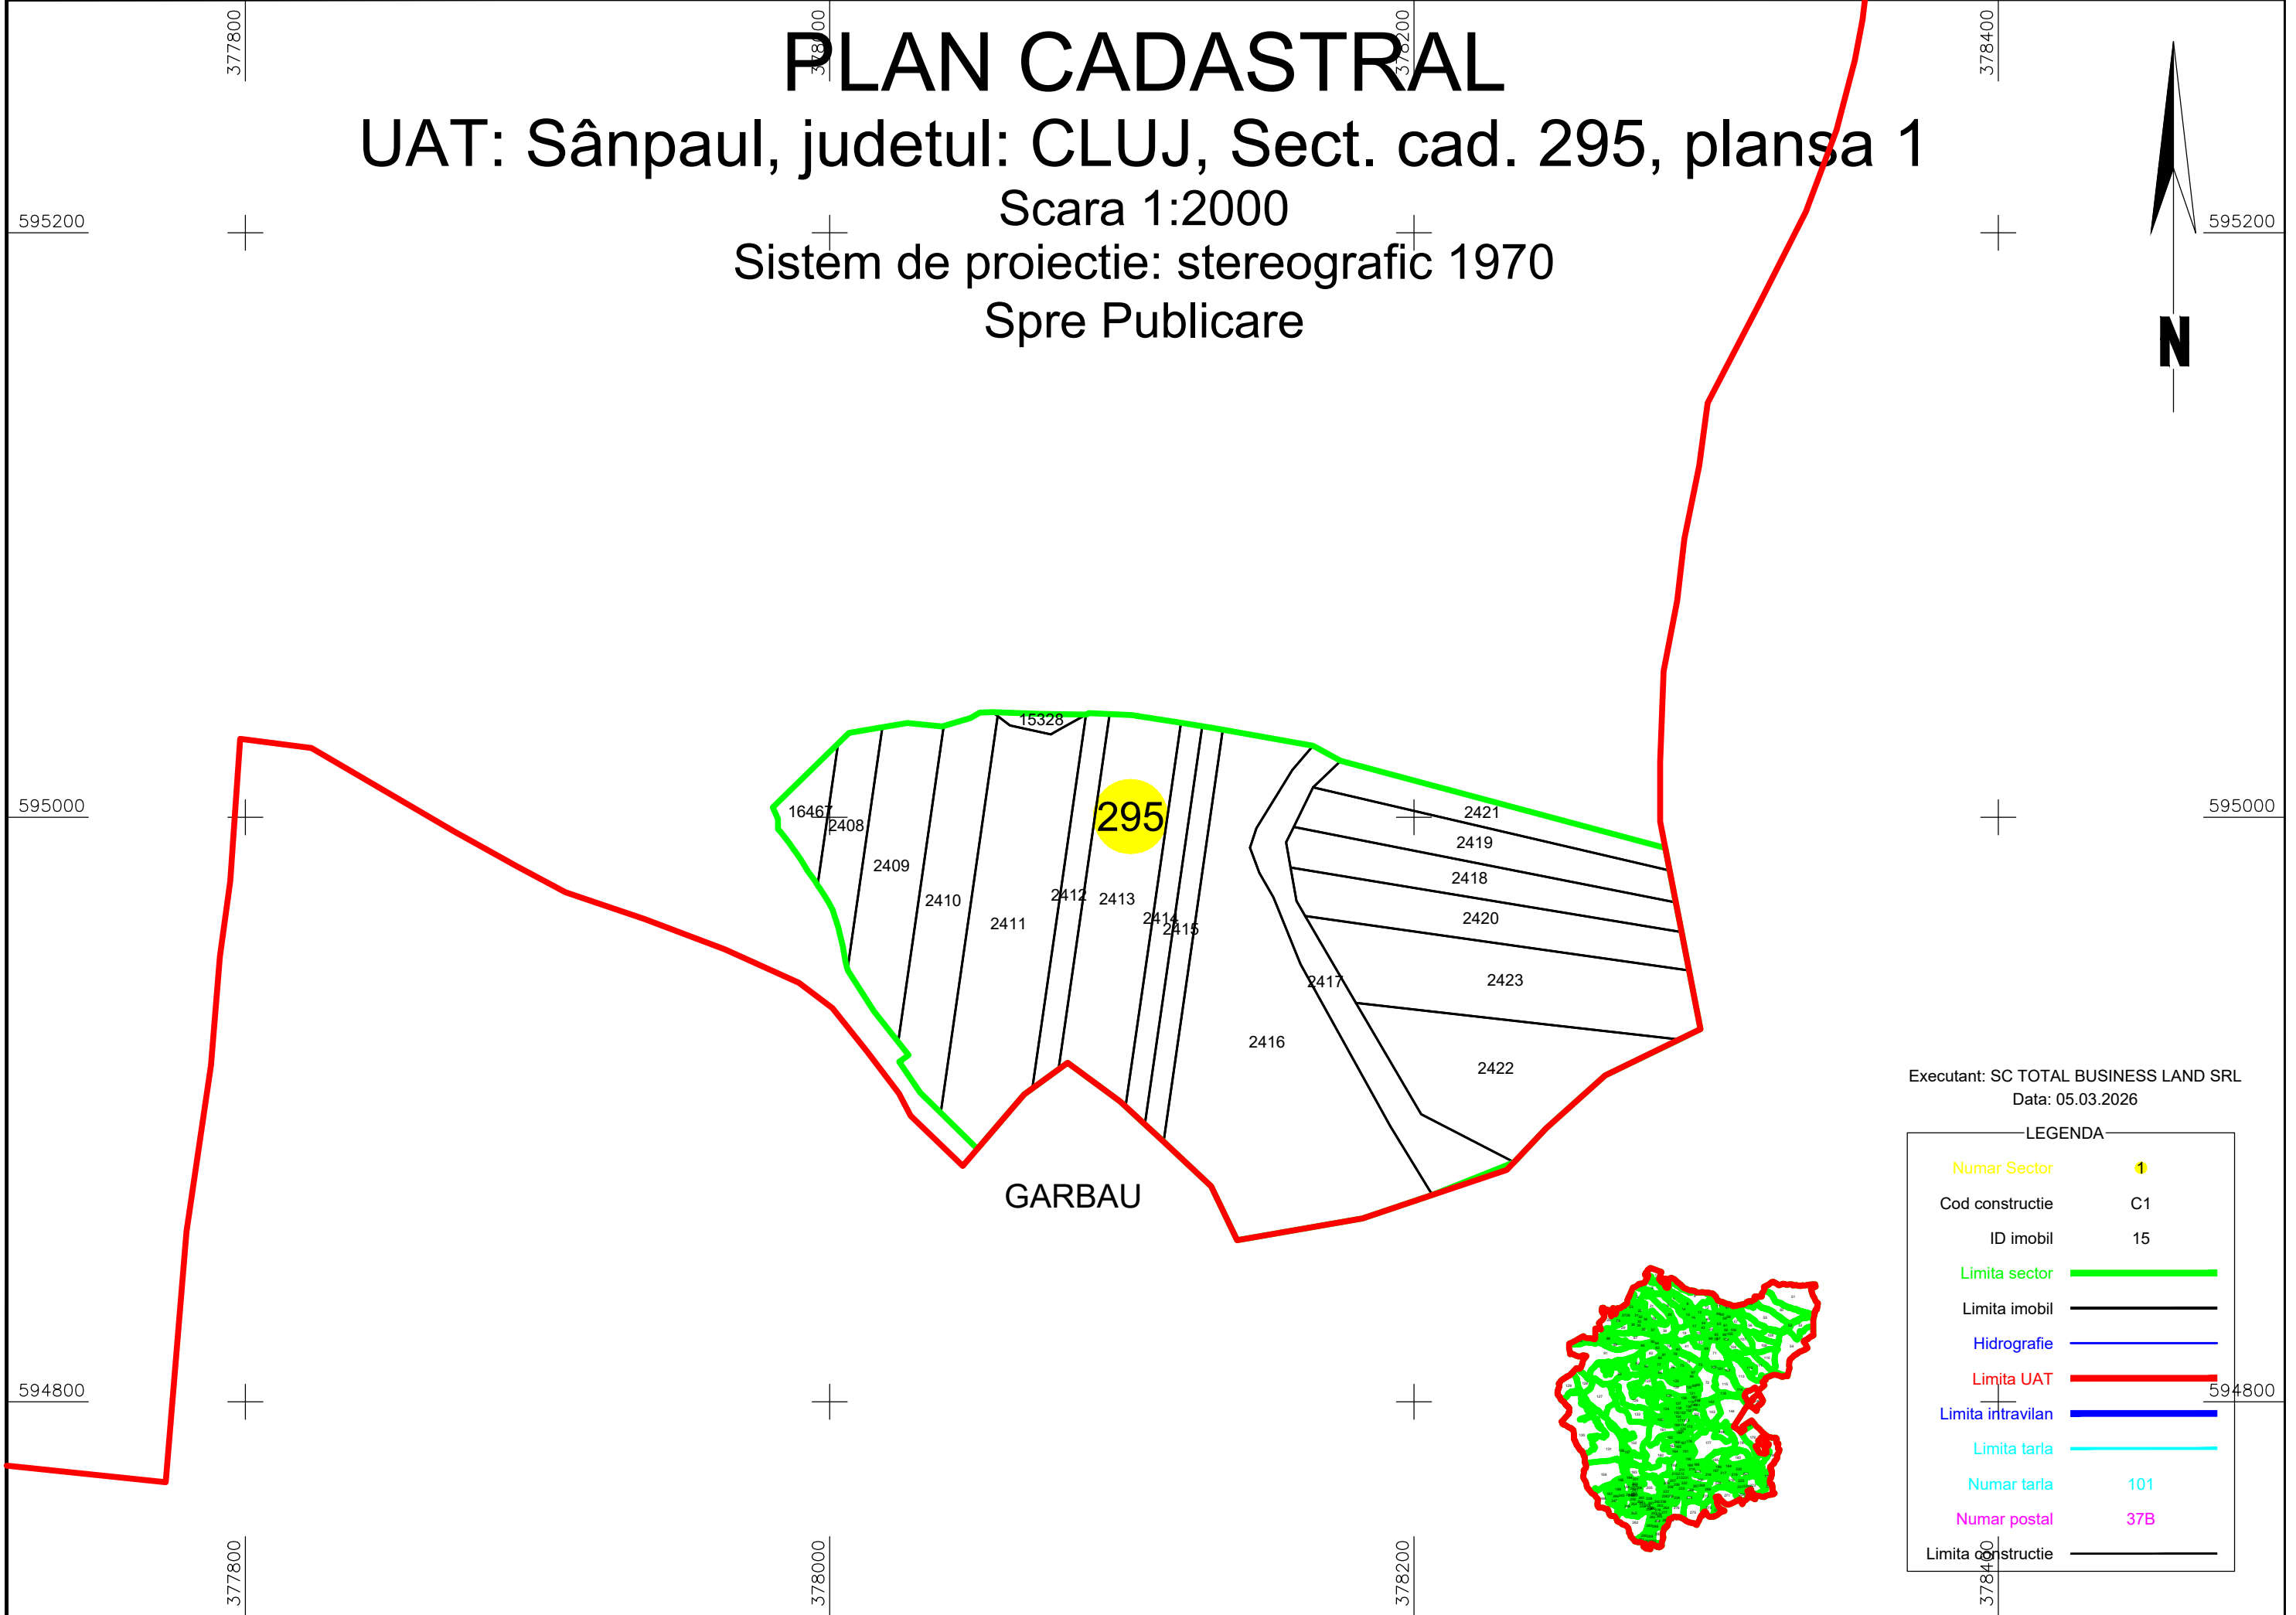 377800
378000
378200
378400
PLAN CADASTRAL
UAT: Sânpaul, judetul: CLUJ, Sect. cad. 295, plansa 1
Scara 1:2000
595200
595200
Sistem de proiectie: stereografic 1970
Spre Publicare
N
15328
595000
16467
2408
295
2421
595000
2419
2409
2418
2410
2412
2413
2411
2414
2415
2420
2417
2423
2416
2422
GARBAU
Executant: SC TOTAL BUSINESS LAND SRL
Data: 05.03.2026
LEGENDA
Numar Sector 1
Cod constructie C1
ID imobil 15
Limita sector
Limita imobil
Hidrografie
Limita UAT
594800
594800
Limita intravilan
Limita tarla
Numar tarla 101
Numar postal 37B
Limita constructie
377800
378000
378200
378400